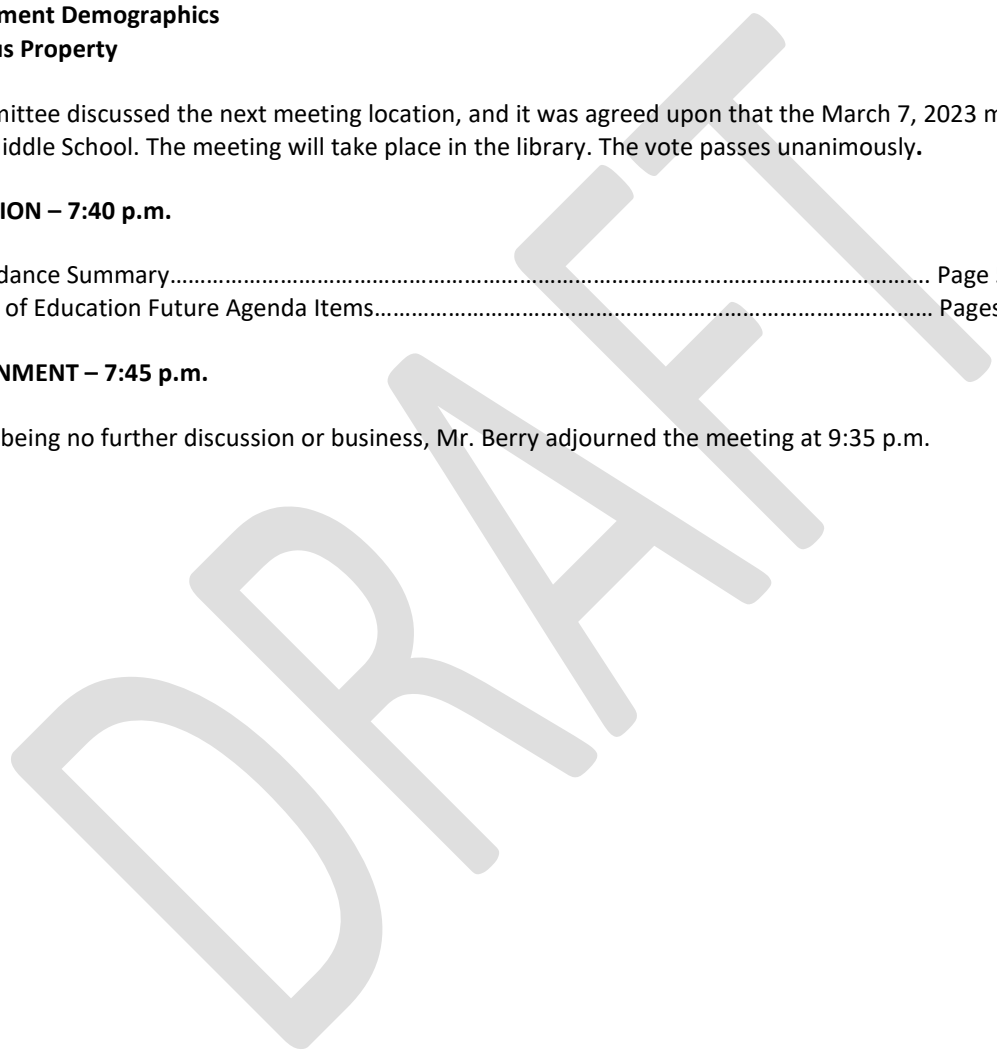 ment Demographics
us Property
mittee discussed the next meeting location, and it was agreed upon that the March 7, 2023 m
iddle School. The meeting will take place in the library. The vote passes unanimously.
ION – 7:40 p.m.
dance Summary……………………………………………………………………………………………………………… Page
of Education Future Agenda Items……………………………………………………………………………… Pages
NMENT – 7:45 p.m.
being no further discussion or business, Mr. Berry adjourned the meeting at 9:35 p.m.
DRAFT